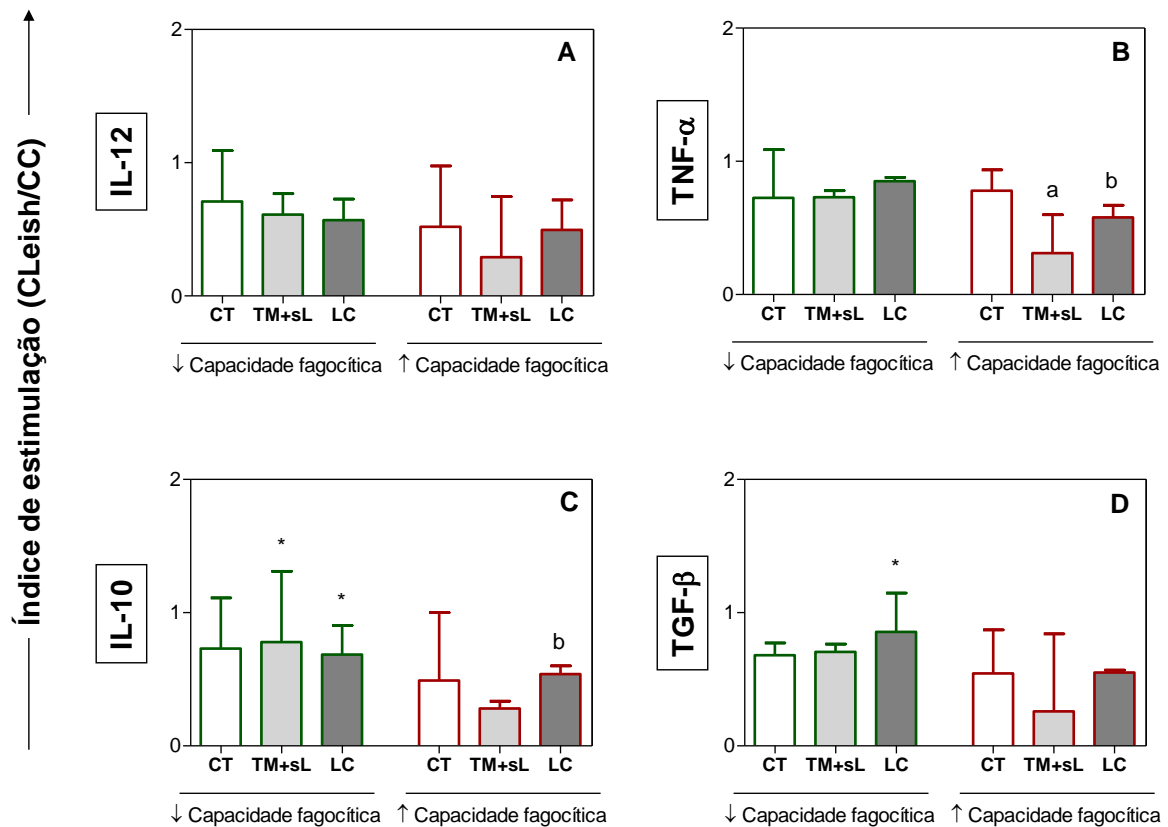 Índice de estimulação (CLeish/CC)
IL-12
2
1
0
A
CT TM+sL LC CT TM+sL LC
↓ Capacidade fagocítica ↑ Capacidade fagocítica
TNF-α
2
1
0
B
a
b
CT TM+sL LC CT TM+sL LC
↓ Capacidade fagocítica ↑ Capacidade fagocítica
IL-10
2
1
0
C
*
*
b
CT TM+sL LC CT TM+sL LC
↓ Capacidade fagocítica ↑ Capacidade fagocítica
TGF-β
2
1
0
D
*
CT TM+sL LC CT TM+sL LC
↓ Capacidade fagocítica ↑ Capacidade fagocítica